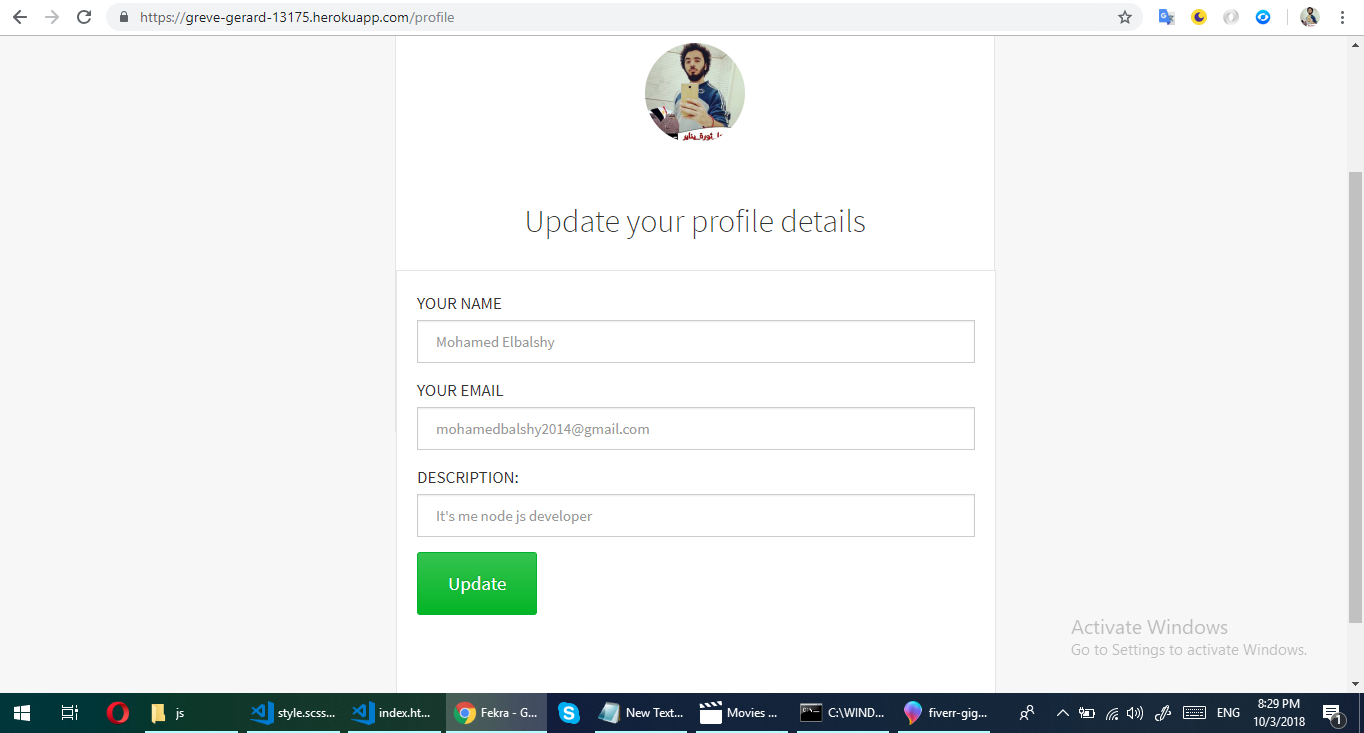 https://greve-gerard-13175.herokuapp.com/profile
ثورة يناير
Update your profile details
YOUR NAME
Mohamed Elbalshy
YOUR EMAIL
mohamedbalshy2014@gmail.com
DESCRIPTION:
It's me node js developer
Update
Activate Windows
Go to Settings to activate Windows.
js
style.scss...
index.ht...
Fekra - G...
New Text...
Movies ...
C:\WIND...
fiverr-gig...
ENG
8:29 PM
10/3/2018
1